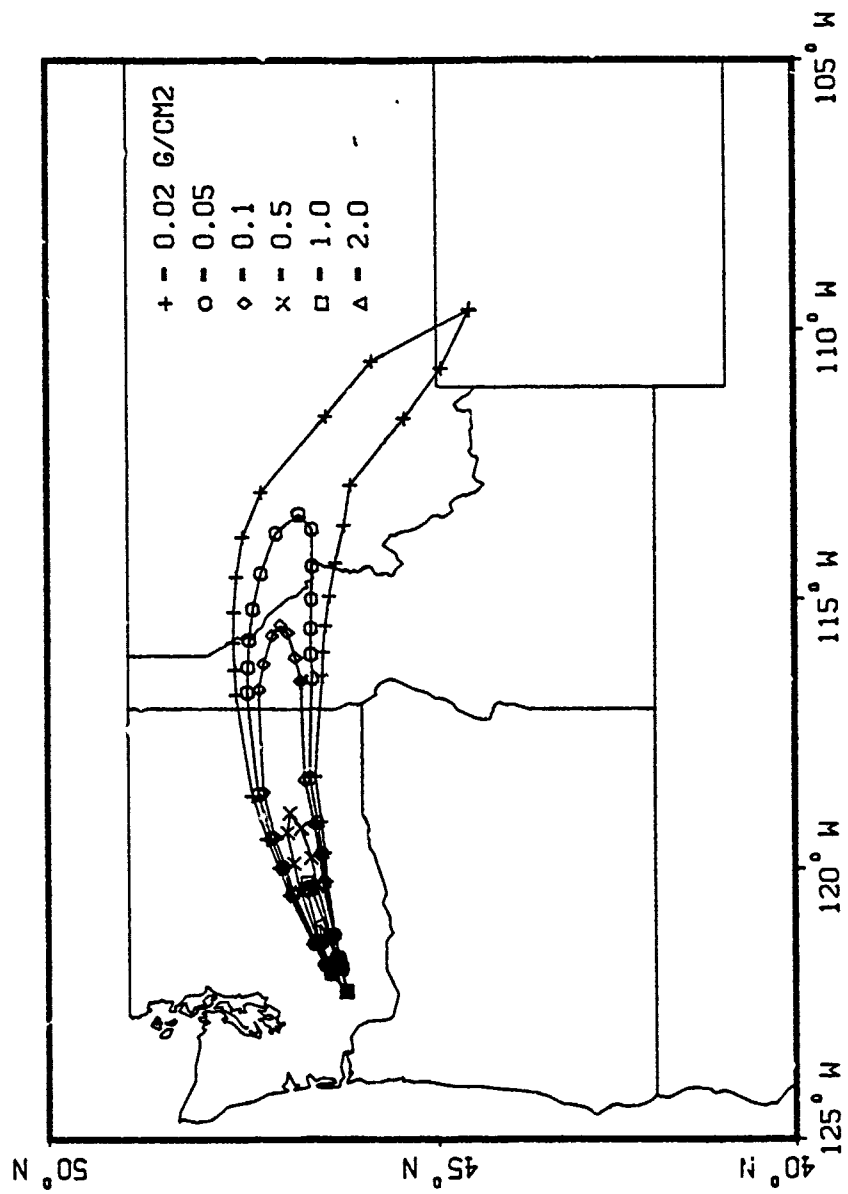 + - 0.02 G/CM2
o - 0.05
◇ - 0.1
x - 0.5
□ - 1.0
△ - 2.0
50° N
45° N
40° N
125° W
120° W
115° W
110° W
105° W